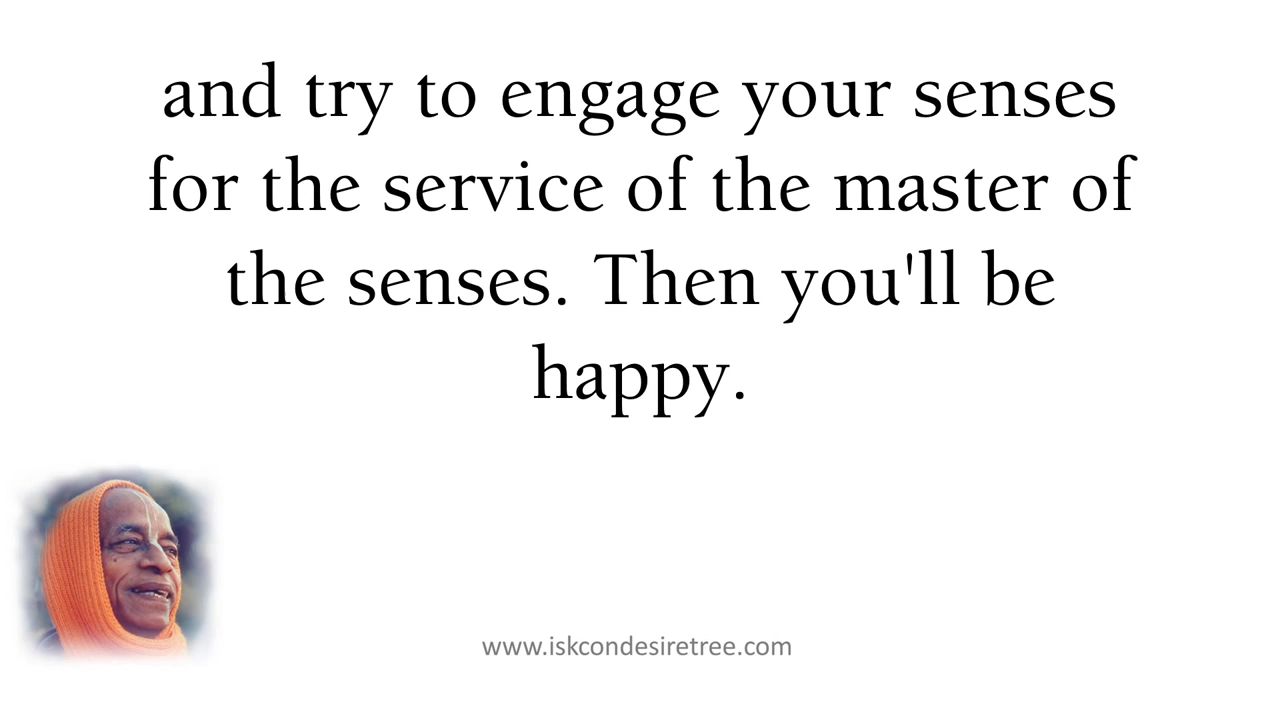 and try to engage your senses
for the service of the master of
the senses. Then you'll be
happy.
www.iskcondesiretree.com